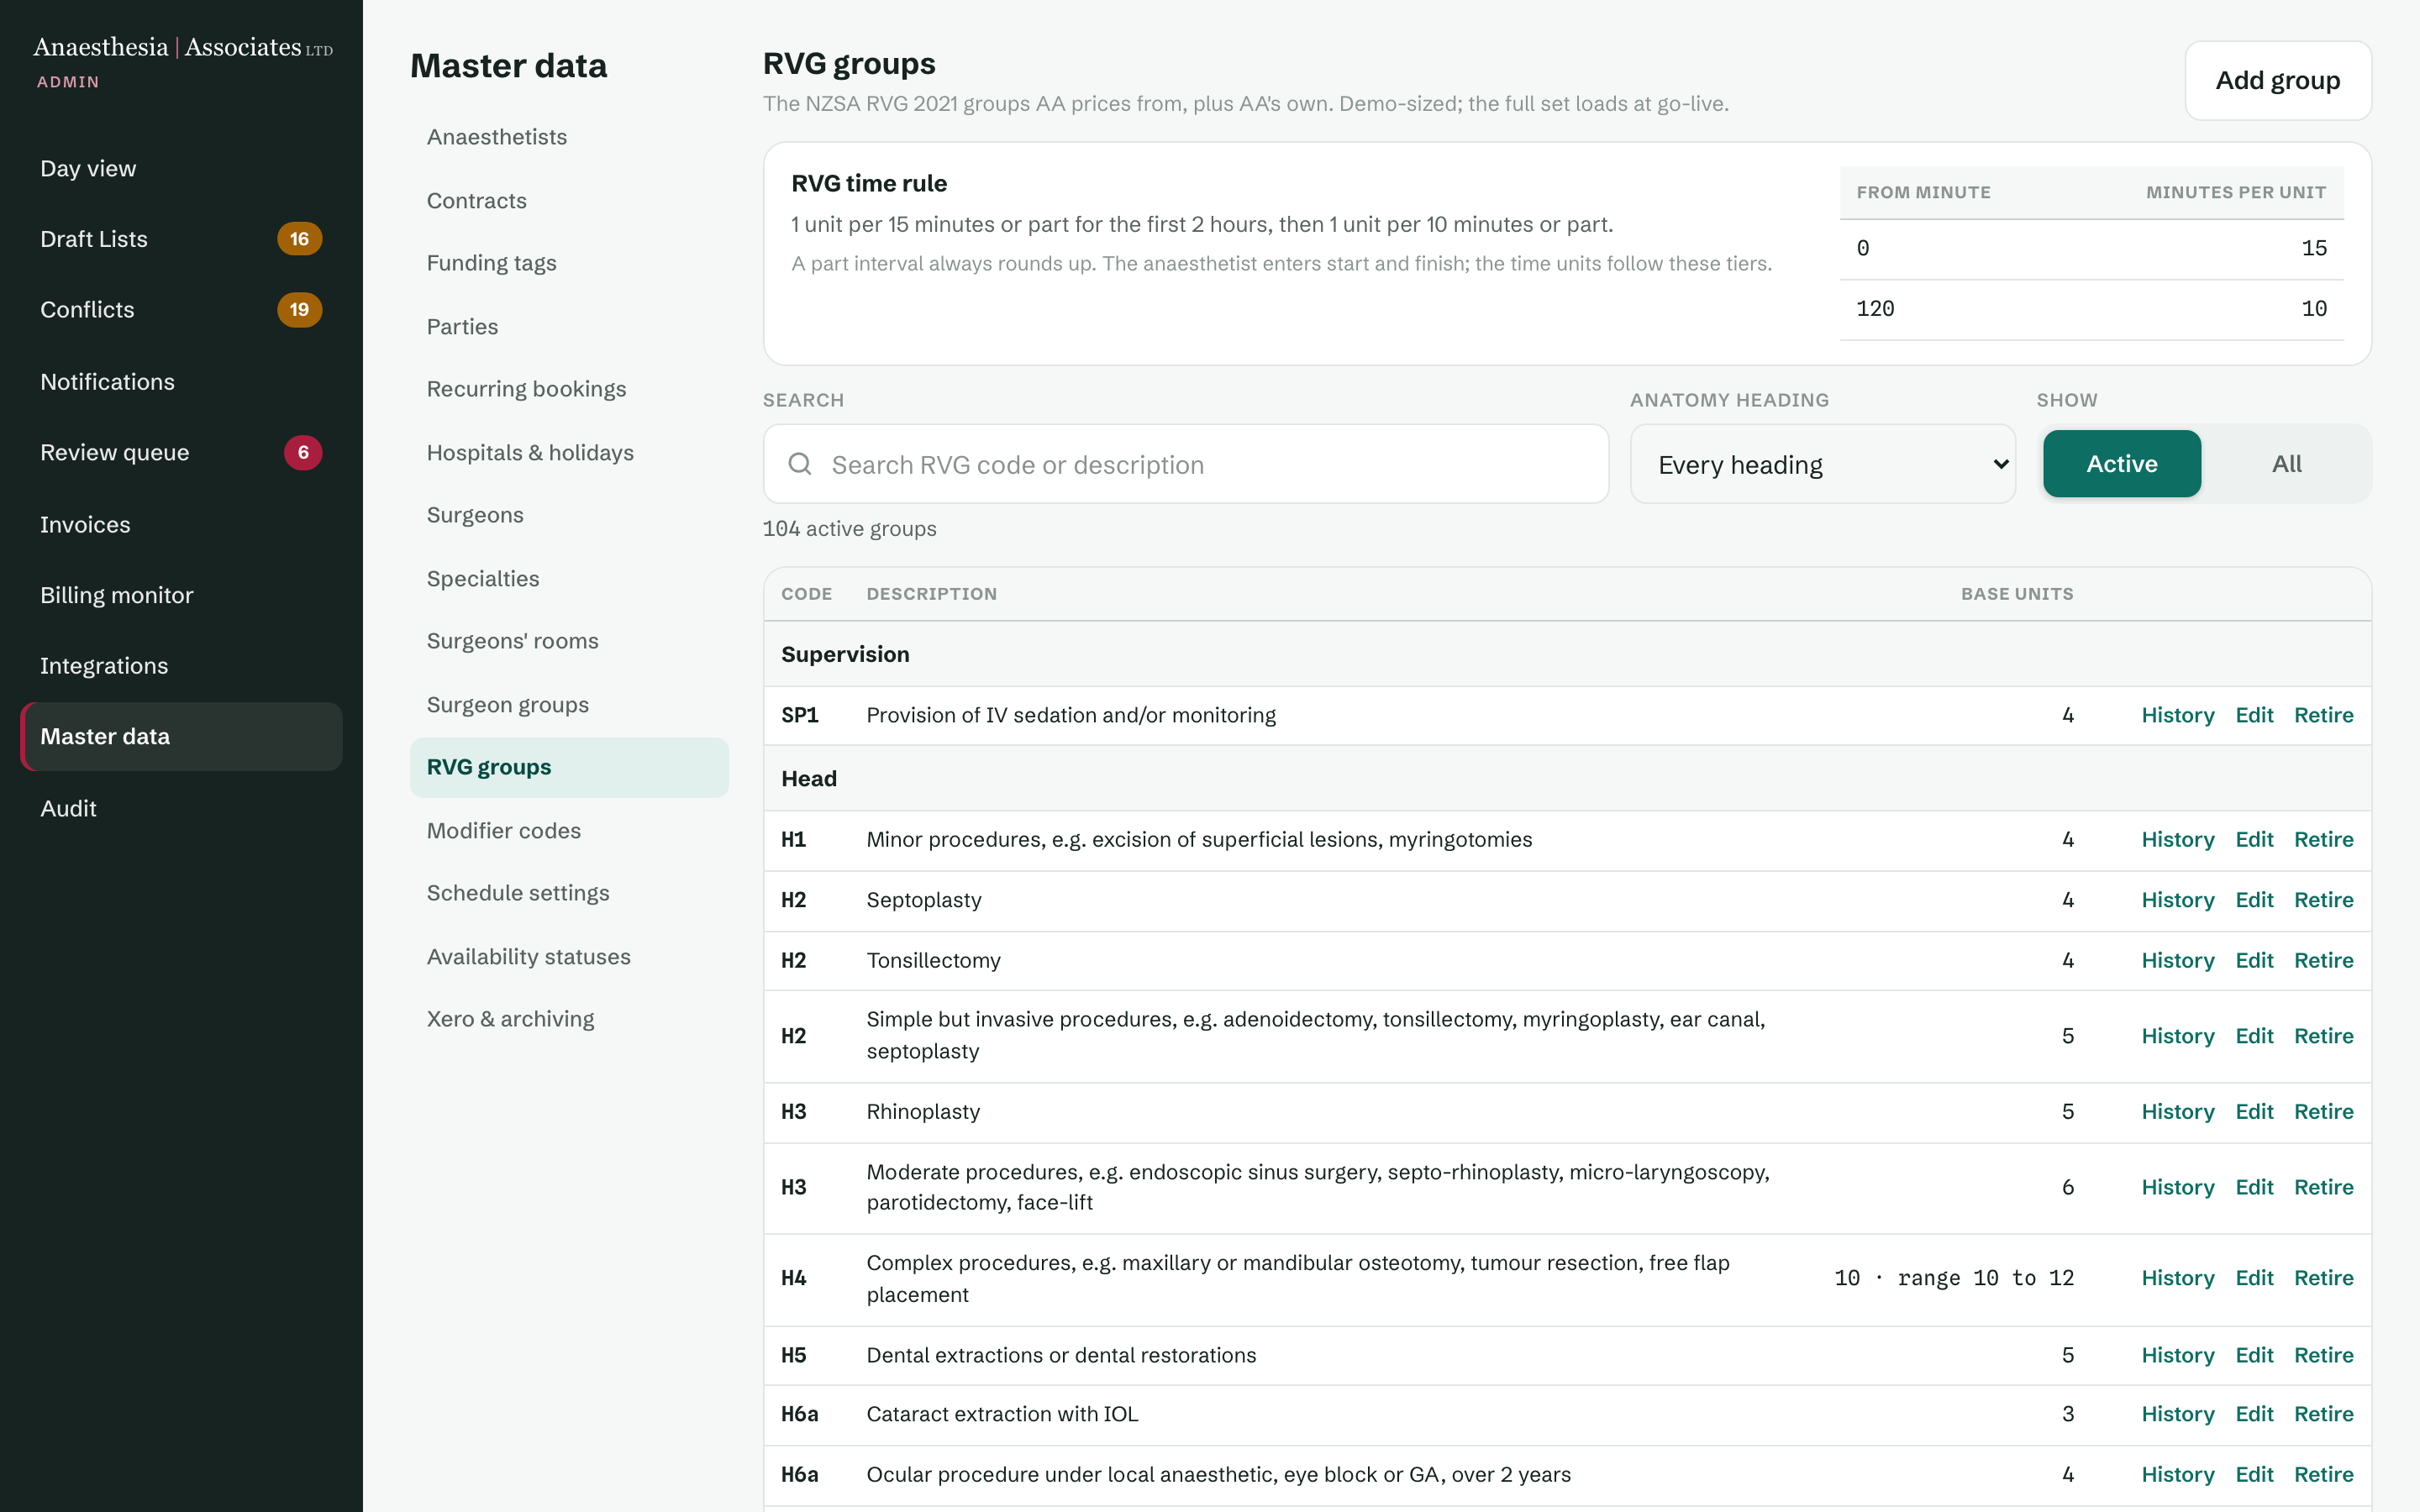 Anaesthesia | Associates LTD
ADMIN
Day view
Draft Lists 16
Conflicts 19
Notifications
Review queue 6
Invoices
Billing monitor
Integrations
Master data
Audit
Master data
Anaesthetists
Contracts
Funding tags
Parties
Recurring bookings
Hospitals & holidays
Surgeons
Specialties
Surgeons' rooms
Surgeon groups
RVG groups
Modifier codes
Schedule settings
Availability statuses
Xero & archiving
RVG groups
The NZSA RVG 2021 groups AA prices from, plus AA's own. Demo-sized; the full set loads at go-live.
Add group
RVG time rule
1 unit per 15 minutes or part for the first 2 hours, then 1 unit per 10 minutes or part.
A part interval always rounds up. The anaesthetist enters start and finish; the time units follow these tiers.
FROM MINUTE MINUTES PER UNIT
0 15
120 10
SEARCH ANATOMY HEADING SHOW
Search RVG code or description Every heading Active All
104 active groups
CODE DESCRIPTION BASE UNITS
Supervision
SP1 Provision of IV sedation and/or monitoring 4 History Edit Retire
Head
H1 Minor procedures, e.g. excision of superficial lesions, myringotomies 4 History Edit Retire
H2 Septoplasty 4 History Edit Retire
H2 Tonsillectomy 4 History Edit Retire
H2 Simple but invasive procedures, e.g. adenoidectomy, tonsillectomy, myringoplasty, ear canal,
septoplasty 5 History Edit Retire
H3 Rhinoplasty 5 History Edit Retire
H3 Moderate procedures, e.g. endoscopic sinus surgery, septo-rhinoplasty, micro-laryngoscopy,
parotidectomy, face-lift 6 History Edit Retire
H4 Complex procedures, e.g. maxillary or mandibular osteotomy, tumour resection, free flap
placement 10 · range 10 to 12 History Edit Retire
H5 Dental extractions or dental restorations 5 History Edit Retire
H6a Cataract extraction with IOL 3 History Edit Retire
H6a Ocular procedure under local anaesthetic, eye block or GA, over 2 years 4 History Edit Retire